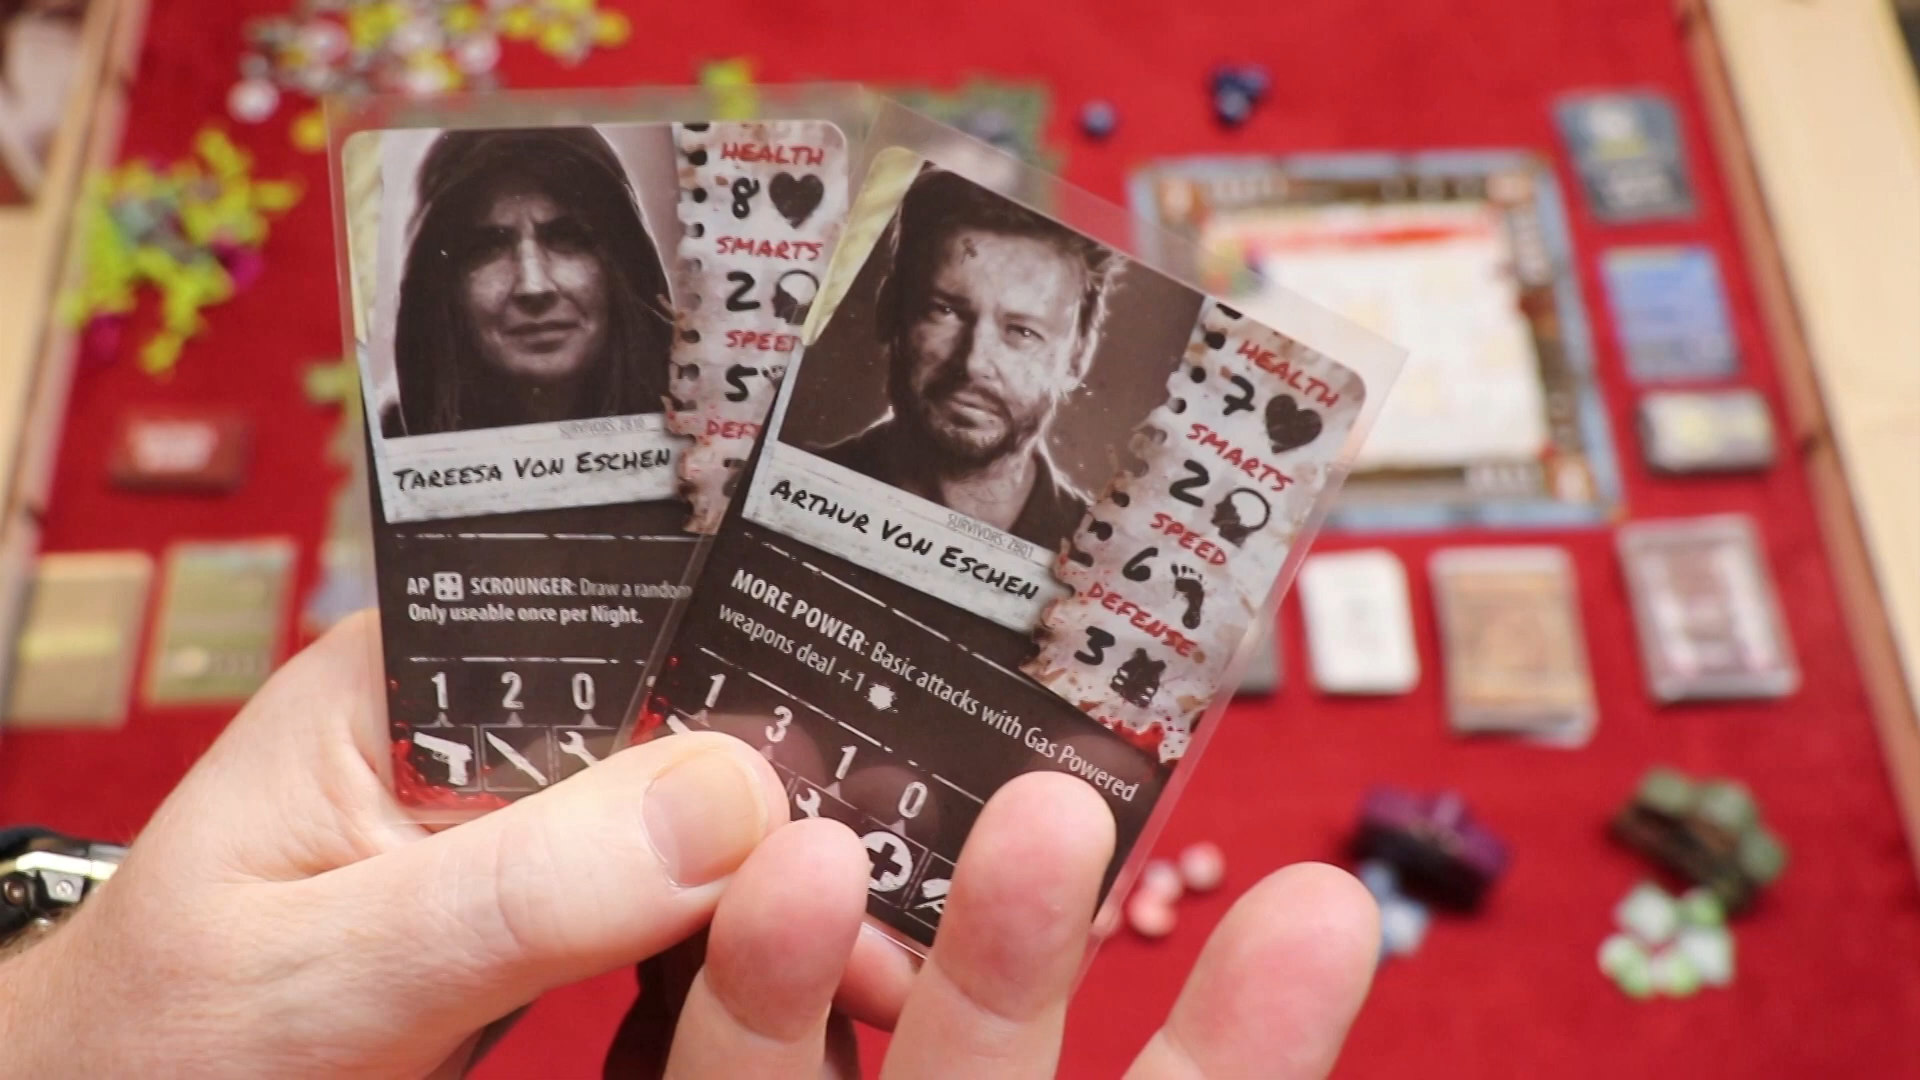 HEALTH
8
SMARTS
2
SPEE
5
DEF
SURVIVORS: ZB10
TAREESA VON ESCHEN
AP SCROUNGER: Draw a random
Only useable once per Night.
1 2 0
HEALTH
7
SMARTS
2
SPEED
6
DEFENSE
3
SURVIVORS: ZB07
ARTHUR VON ESCHEN
MORE POWER: Basic attacks with Gas Powered
weapons deal +1
1 3 1 0